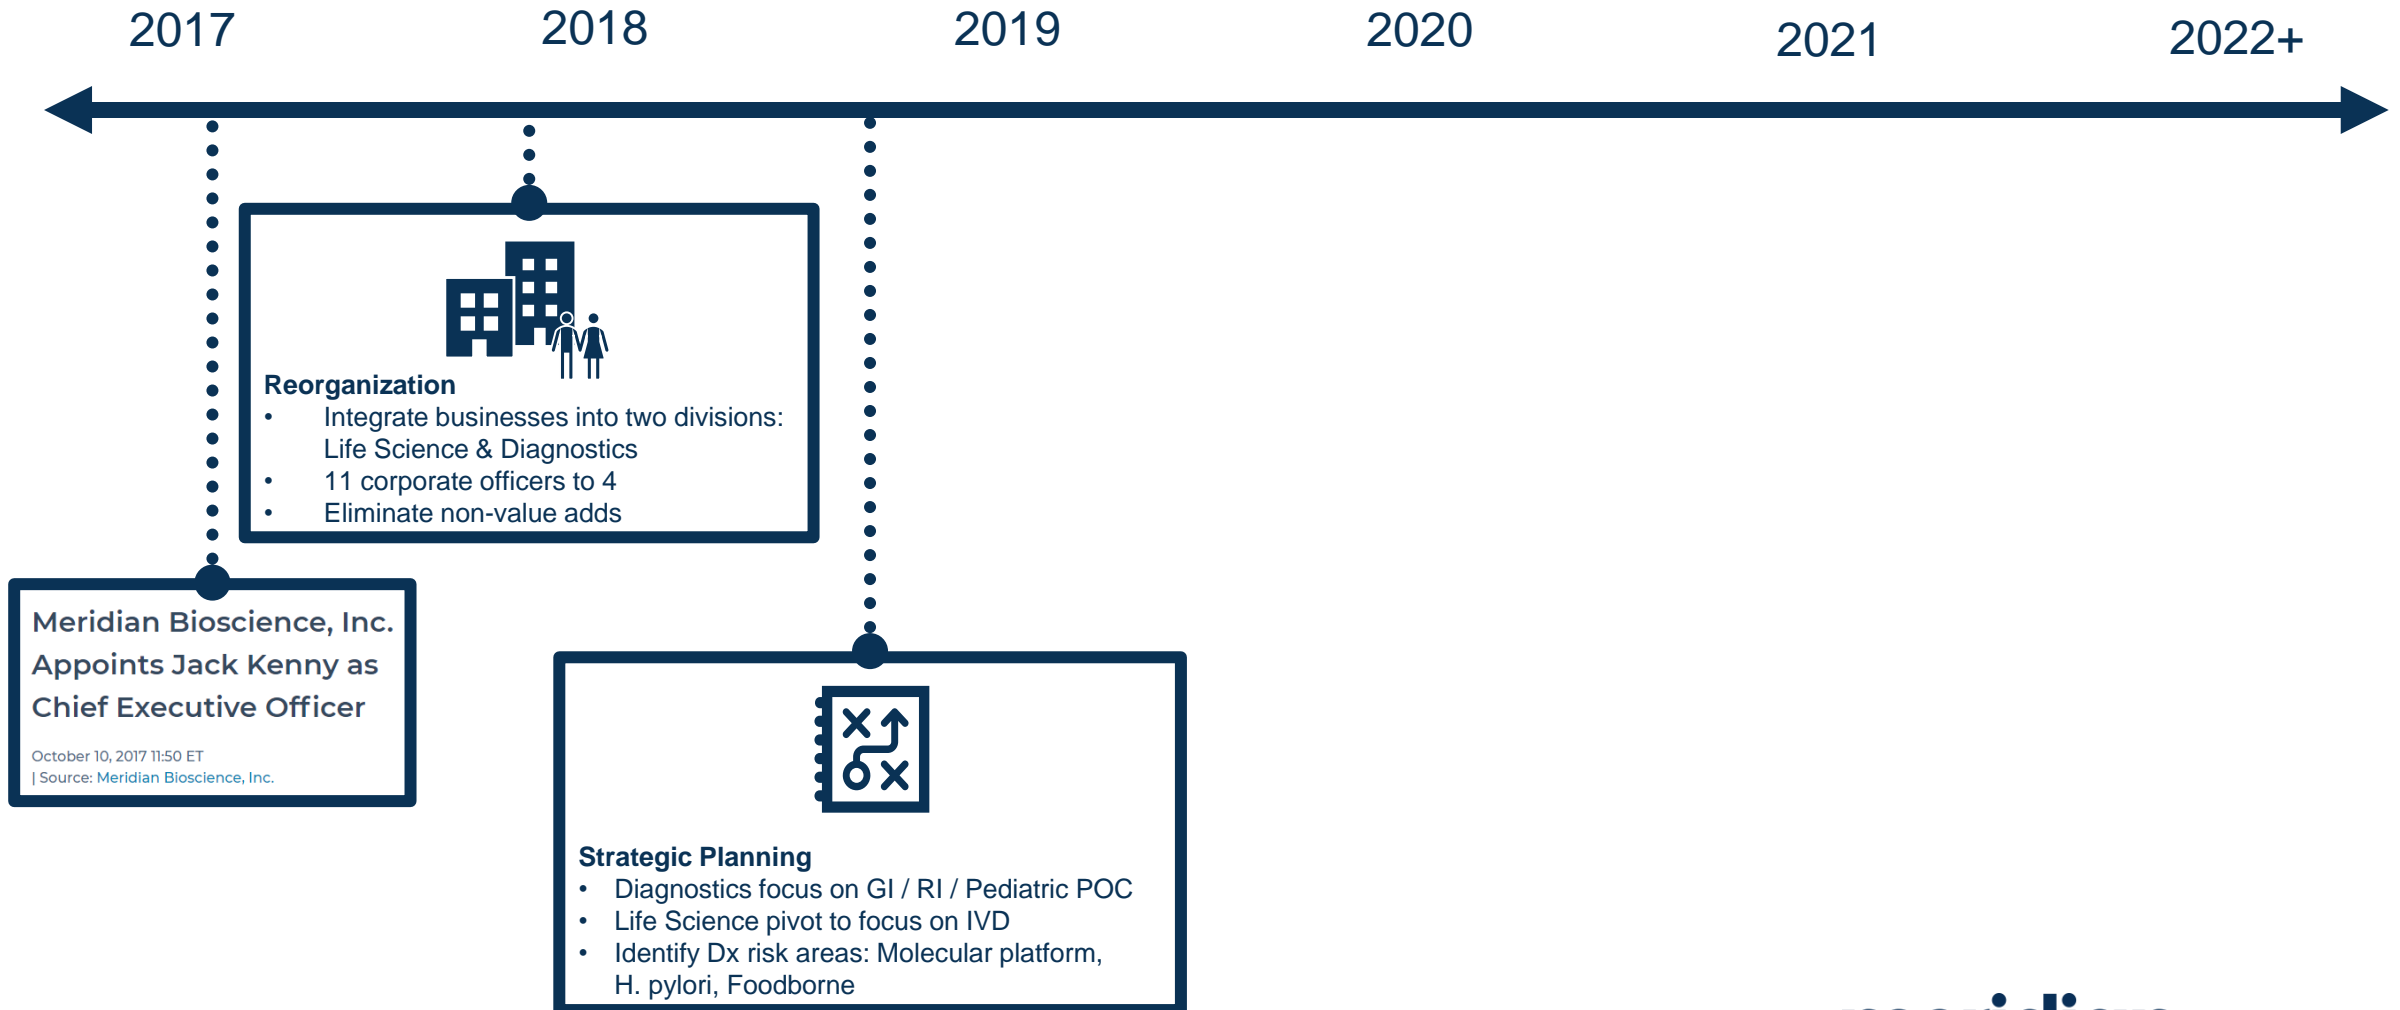 2017
2018
2019
2020
2021
2022+
Reorganization
• Integrate businesses into two divisions:
Life Science & Diagnostics
• 11 corporate officers to 4
• Eliminate non-value adds
Meridian Bioscience, Inc.
Appoints Jack Kenny as
Chief Executive Officer
October 10, 2017 11:50 ET
| Source: Meridian Bioscience, Inc.
Strategic Planning
• Diagnostics focus on GI / RI / Pediatric POC
• Life Science pivot to focus on IVD
• Identify Dx risk areas: Molecular platform,
H. pylori, Foodborne